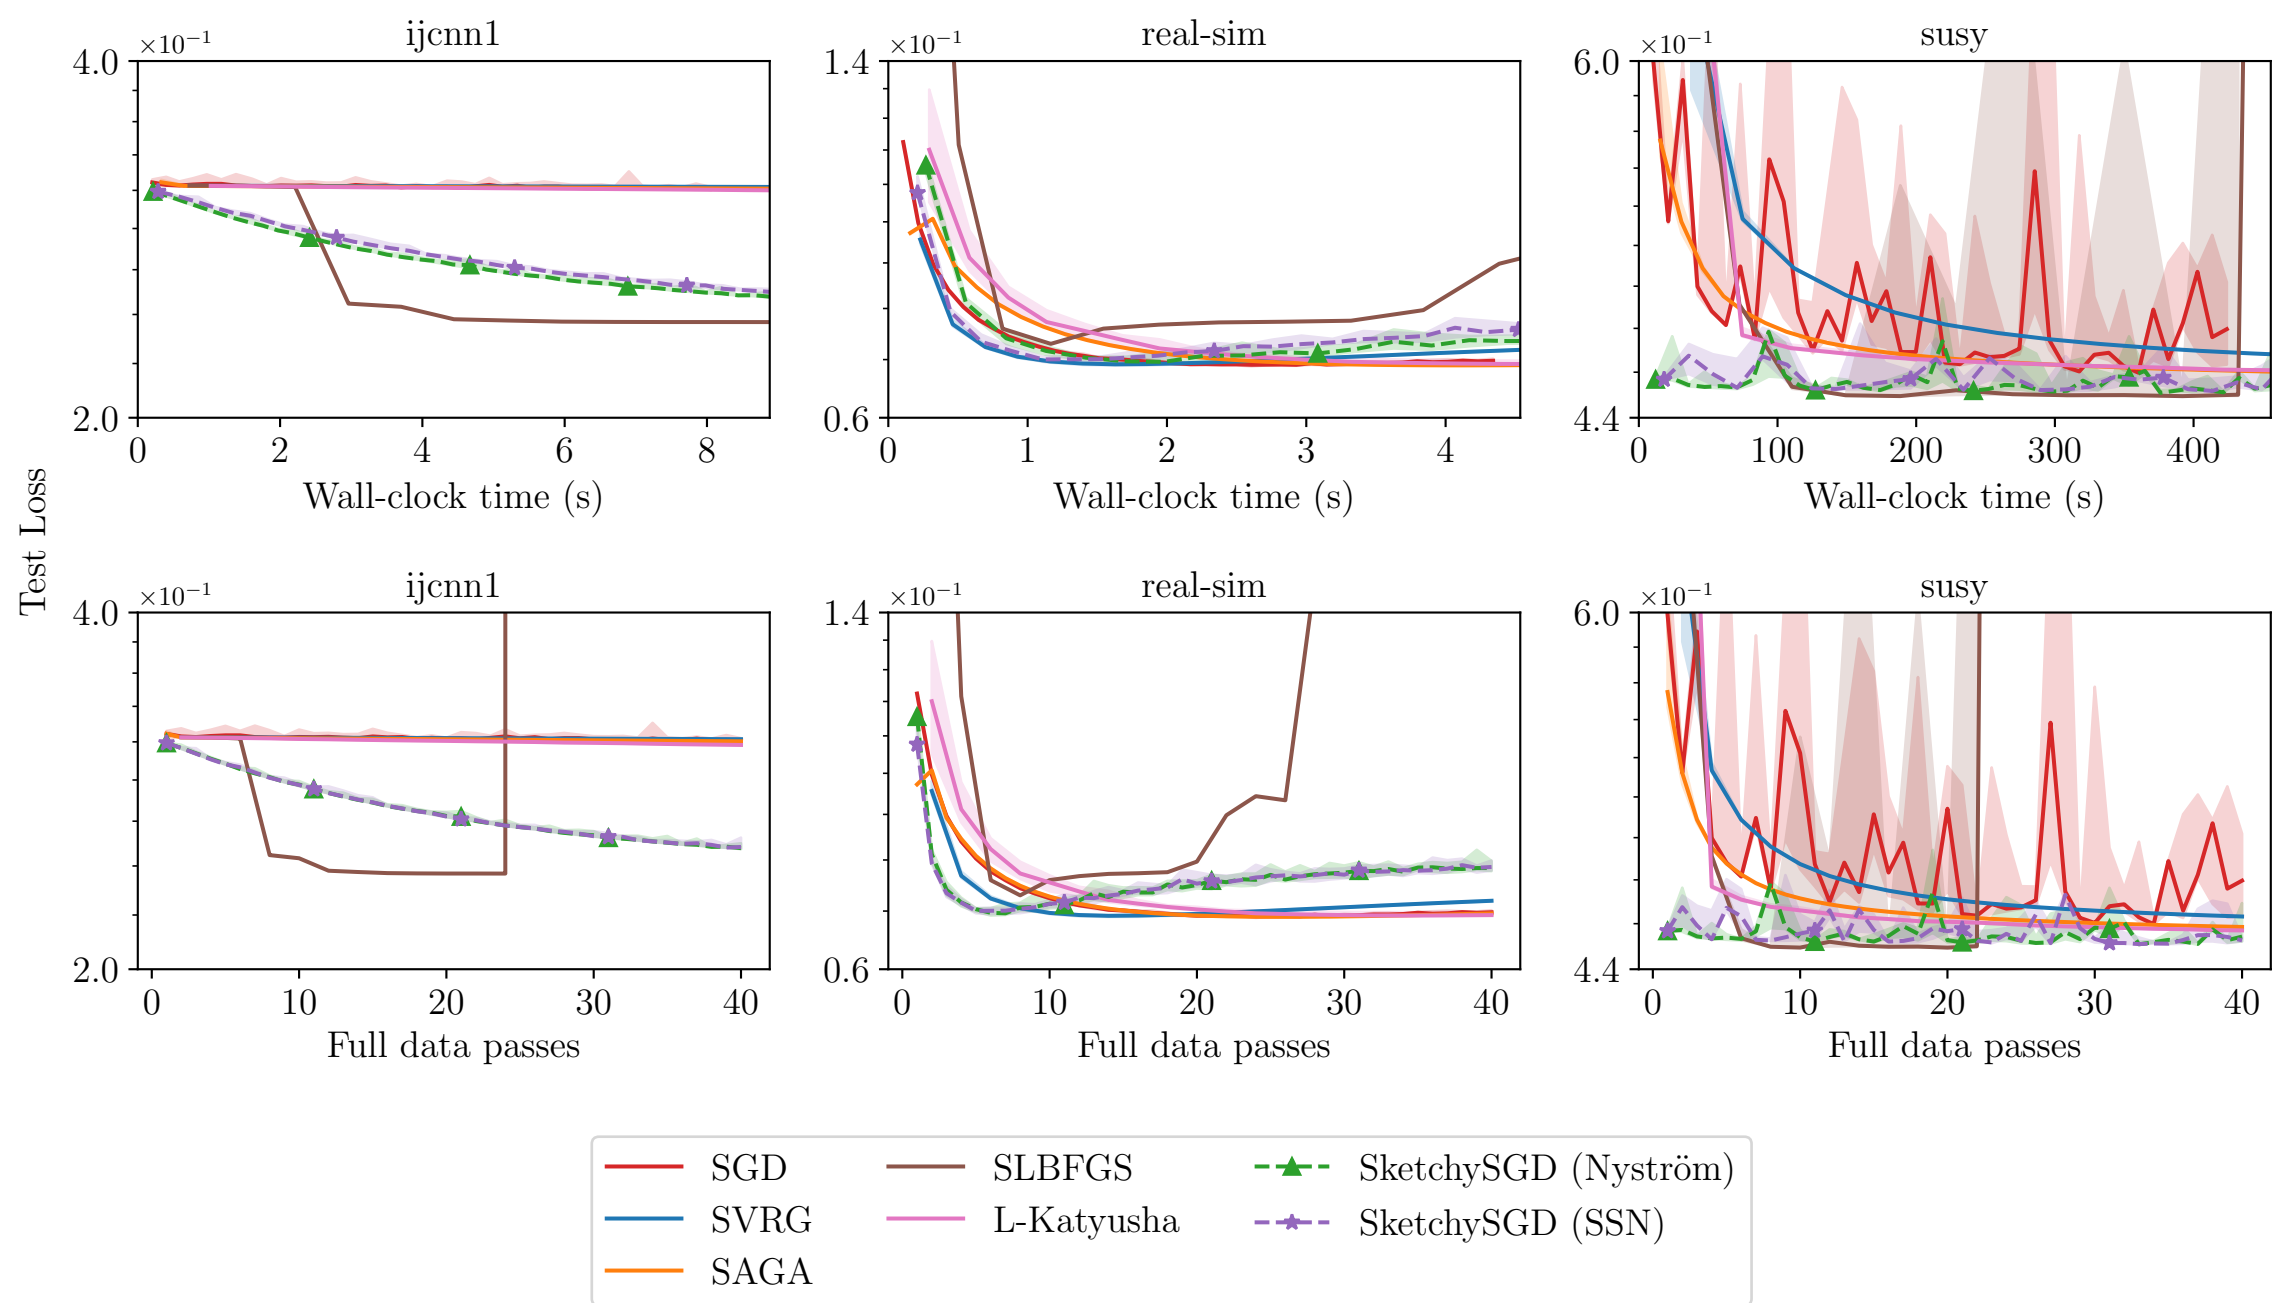 Test Loss
ijcnn1
×10⁻¹
4.0
2.0
0 2 4 6 8
Wall-clock time (s)
real-sim
×10⁻¹
1.4
0.6
0 1 2 3 4
Wall-clock time (s)
susy
×10⁻¹
6.0
4.4
0 100 200 300 400
Wall-clock time (s)
ijcnn1
×10⁻¹
4.0
2.0
0 10 20 30 40
Full data passes
real-sim
×10⁻¹
1.4
0.6
0 10 20 30 40
Full data passes
susy
×10⁻¹
6.0
4.4
0 10 20 30 40
Full data passes
SGD
SVRG
SAGA
SLBFGS
L-Katyusha
SketchySGD (Nyström)
SketchySGD (SSN)